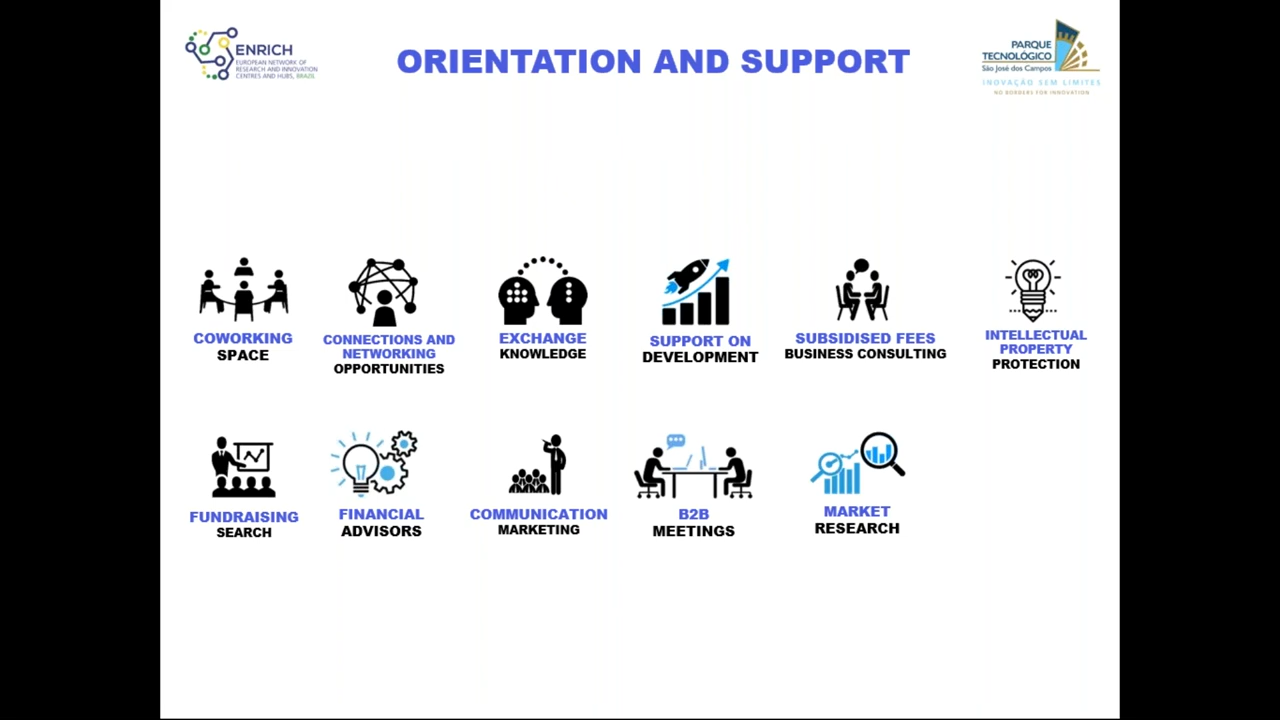 ENRICH
EUROPEAN NETWORK OF
RESEARCH AND INNOVATION
CENTRES AND HUBS, BRAZIL
ORIENTATION AND SUPPORT
PARQUE
TECNOLÓGICO
São José dos Campos
INOVAÇÃO SEM LIMITES
NO BORDERS FOR INNOVATION
COWORKING
SPACE
CONNECTIONS AND
NETWORKING
OPPORTUNITIES
EXCHANGE
KNOWLEDGE
SUPPORT ON
DEVELOPMENT
SUBSIDISED FEES
BUSINESS CONSULTING
INTELLECTUAL
PROPERTY
PROTECTION
FUNDRAISING
SEARCH
FINANCIAL
ADVISORS
COMMUNICATION
MARKETING
B2B
MEETINGS
MARKET
RESEARCH